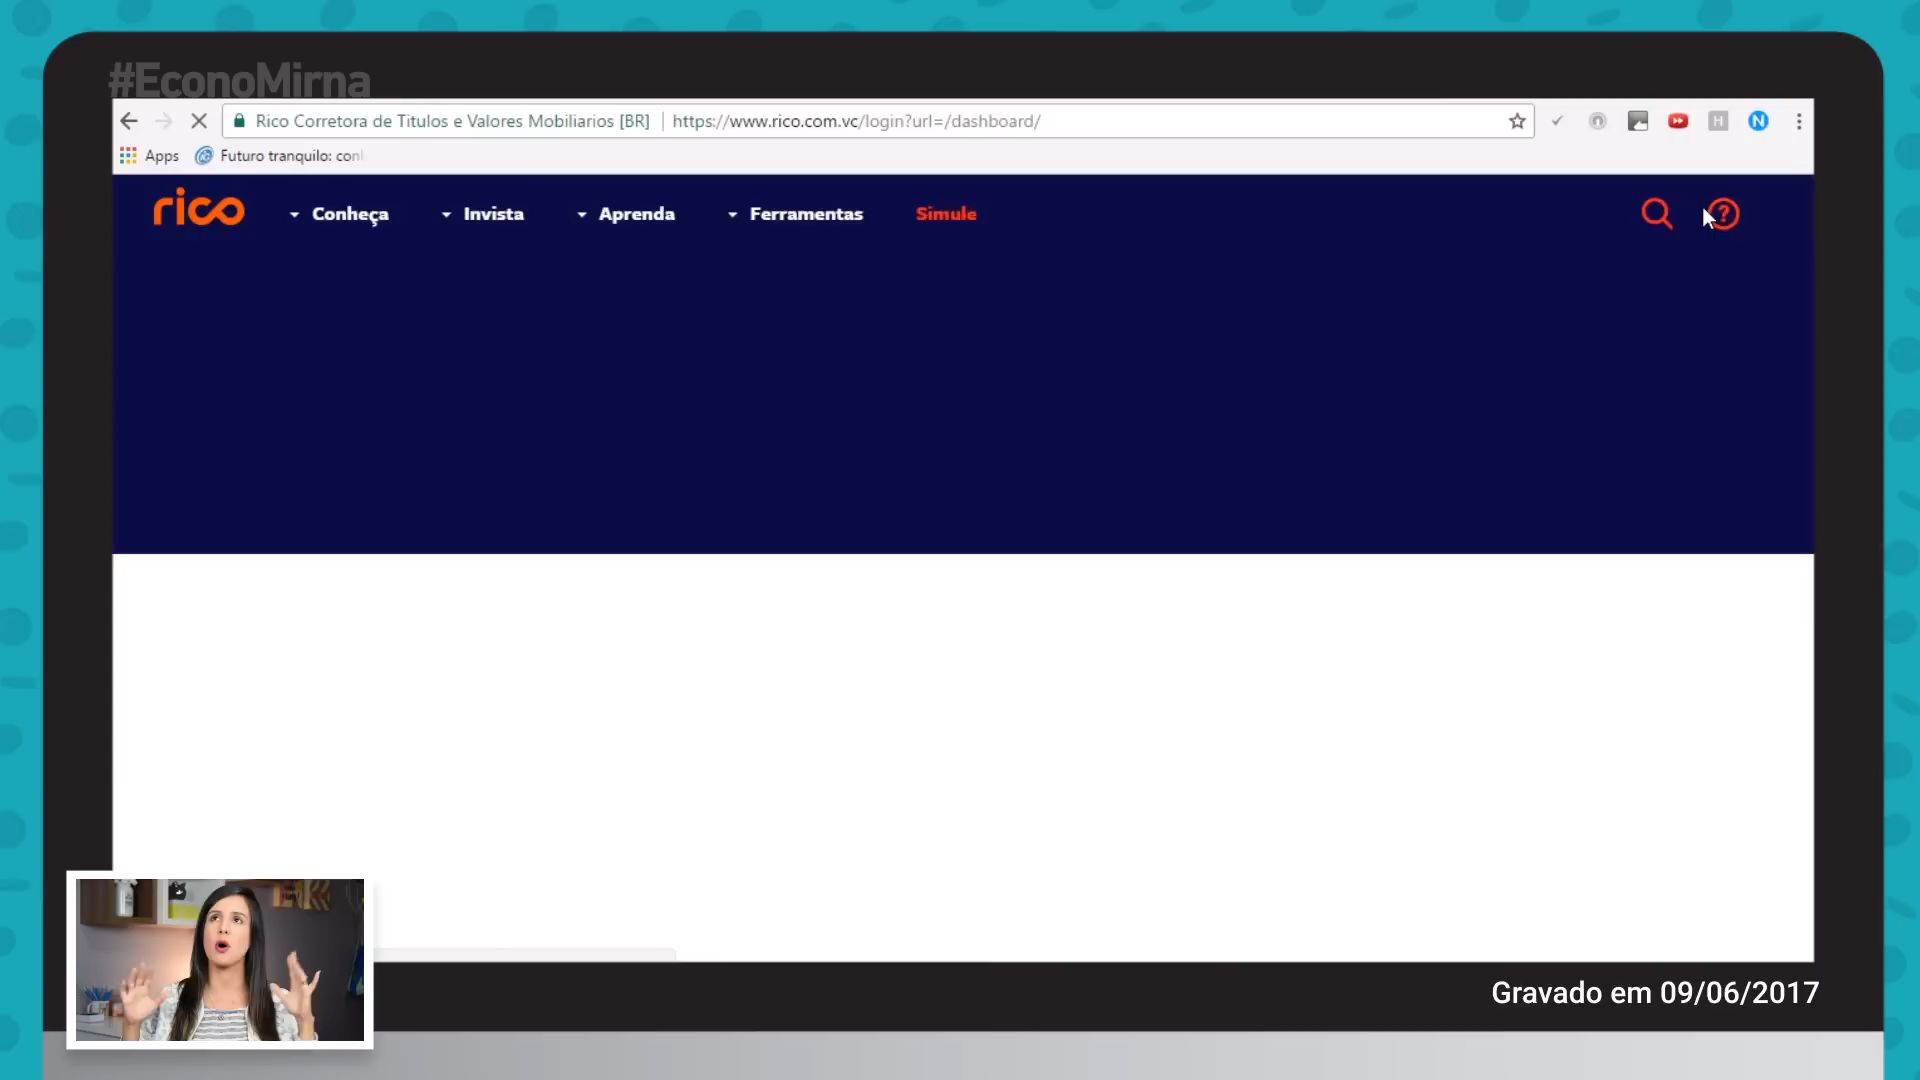 #EconoMirna
Rico Corretora de Titulos e Valores Mobiliarios [BR] https://www.rico.com.vc/login?url=/dashboard/
H N
Apps Futuro tranquilo: con
rico Conheça Invista Aprenda Ferramentas Simule ?
Gravado em 09/06/2017